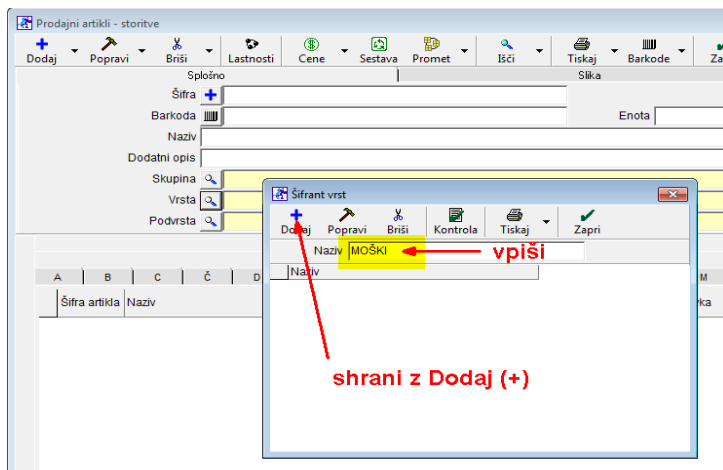 Prodajni artikli - storitve
Dodaj Popravi Briši Lastnosti Cene Sestava Promet Išči Tiskaj Barkode
Splošno Slika
Šifra
Barkoda Enota
Naziv
Dodatni opis
Skupina
Vrsta
Podvrsta
Šifrant vrst
Dodaj Popravi Briši Kontrola Tiskaj Zapri
Naziv MOŠKI vpiši
Naziv
A B C Č D M
Šifra artikla Naziv
shrani z Dodaj (+)